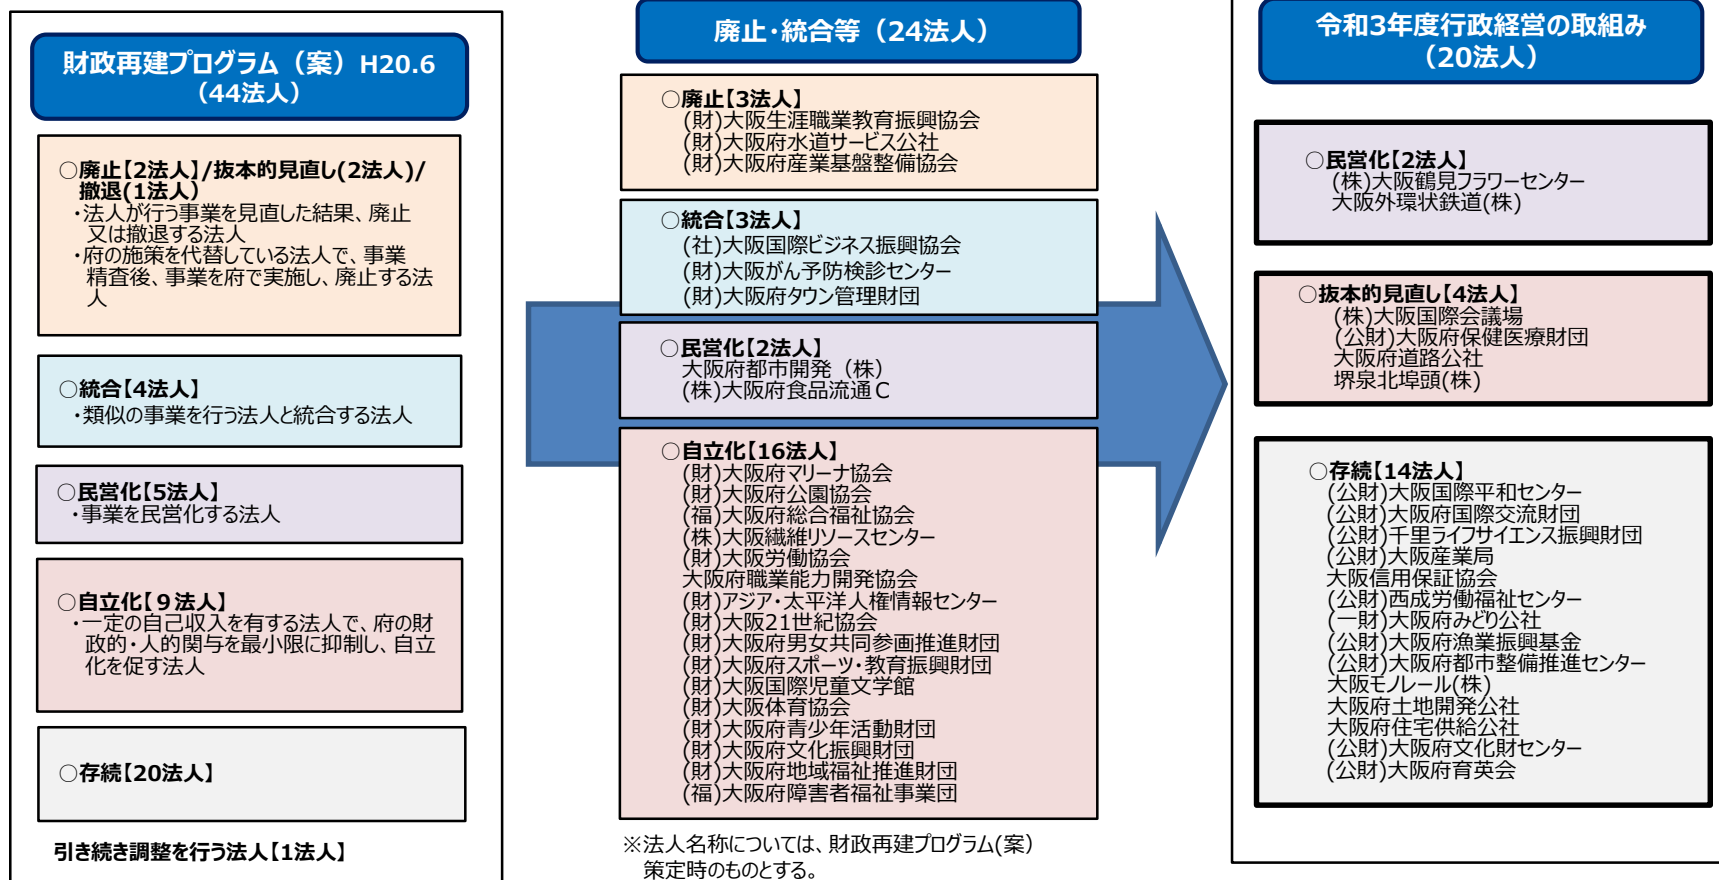 財政再建プログラム（案）H20.6
（44法人）
○廃止【2法人】/抜本的見直し(2法人)/
撤退(1法人）
・法人が行う事業を見直した結果、廃止
又は撤退する法人
・府の施策を代替している法人で、事業
精査後、事業を府で実施し、廃止する法
人
○統合【4法人】
・類似の事業を行う法人と統合する法人
○民営化【5法人】
・事業を民営化する法人
○自立化【９法人】
・一定の自己収入を有する法人で、府の財
政的・人的関与を最小限に抑制し、自立
化を促す法人
○存続【20法人】
引き続き調整を行う法人【1法人】
廃止・統合等（24法人）
○廃止【3法人】
(財)大阪生涯職業教育振興協会
(財)大阪府水道サービス公社
(財)大阪府産業基盤整備協会
○統合【3法人】
(社)大阪国際ビジネス振興協会
(財)大阪がん予防検診センター
(財)大阪府タウン管理財団
○民営化【2法人】
大阪府都市開発（株）
(株)大阪府食品流通Ｃ
○自立化【16法人】
(財)大阪府マリーナ協会
(財)大阪府公園協会
(福)大阪府総合福祉協会
(株)大阪繊維リソースセンター
(財)大阪労働協会
大阪府職業能力開発協会
(財)アジア・太平洋人権情報センター
(財)大阪21世紀協会
(財)大阪府男女共同参画推進財団
(財)大阪府スポーツ・教育振興財団
(財)大阪国際児童文学館
(財)大阪体育協会
(財)大阪府青少年活動財団
(財)大阪府文化振興財団
(財)大阪府地域福祉推進財団
(福)大阪府障害者福祉事業団
※法人名称については、財政再建プログラム(案)
策定時のものとする。
令和3年度行政経営の取組み
（20法人）
○民営化【2法人】
(株)大阪鶴見フラワーセンター
大阪外環状鉄道(株)
○抜本的見直し【4法人】
(株)大阪国際会議場
(公財)大阪府保健医療財団
大阪府道路公社
堺泉北埠頭(株)
○存続【14法人】
(公財)大阪国際平和センター
(公財)大阪府国際交流財団
(公財)千里ライフサイエンス振興財団
(公財)大阪産業局
大阪信用保証協会
(公財)西成労働福祉センター
(一財)大阪府みどり公社
(公財)大阪府漁業振興基金
(公財)大阪府都市整備推進センター
大阪モノレール(株)
大阪府土地開発公社
大阪府住宅供給公社
(公財)大阪府文化財センター
(公財)大阪府育英会